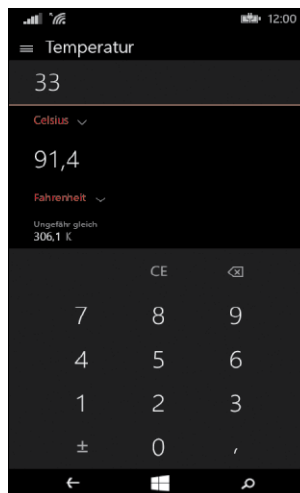 12:00
Temperatur
33
Celsius
91,4
Fahrenheit
Ungefähr gleich
306,1 K
CE
7 8 9
4 5 6
1 2 3
± 0 ,